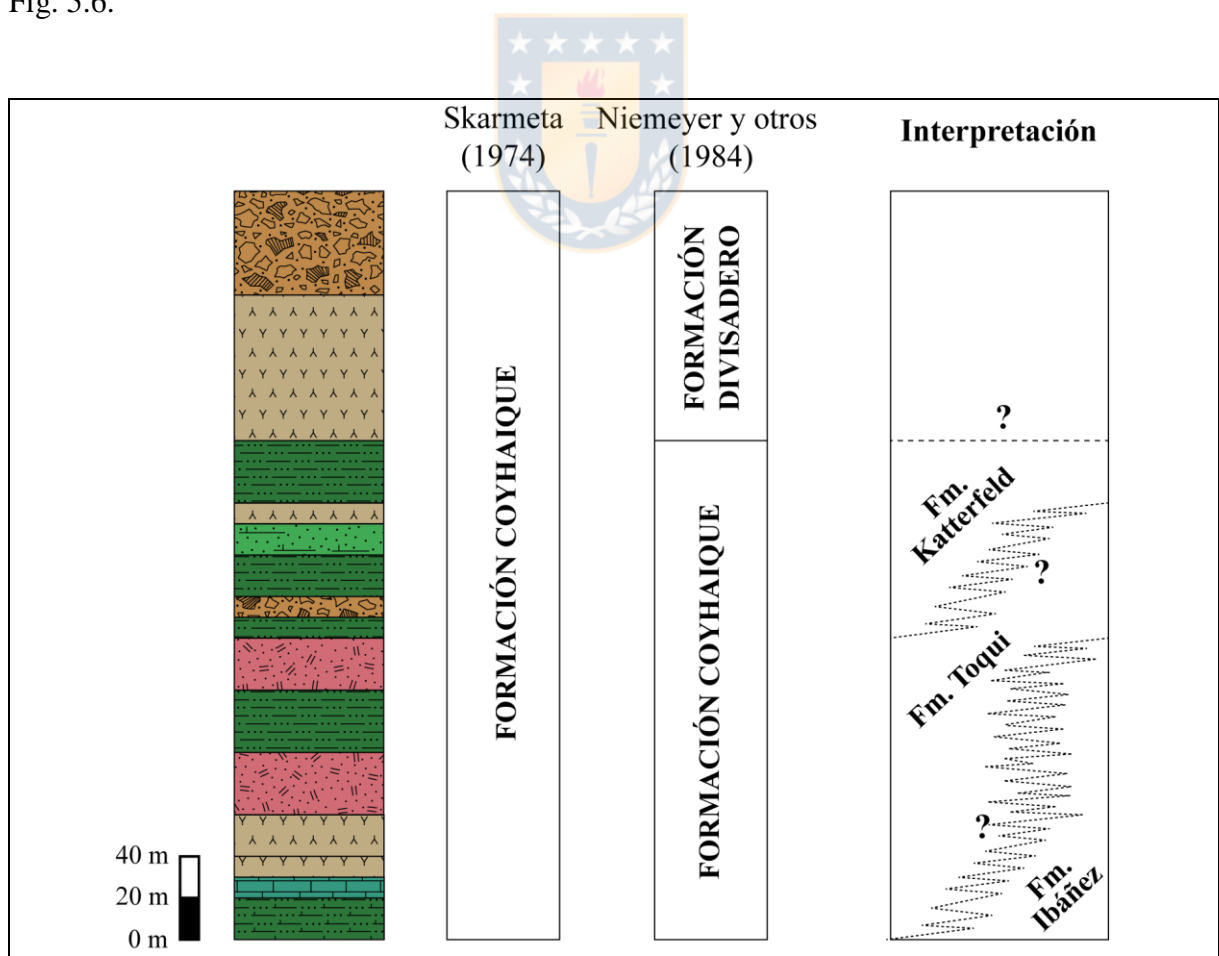 Fig. 5.6.
Skarmeta
(1974)
Niemeyer y otros
(1984)
Interpretación
FORMACIÓN COYHAIQUE
FORMACIÓN
DIVISADERO
FORMACIÓN COYHAIQUE
?
Fm.
Katterfeld
?
Fm. Toqui
?
Fm.
Ibáñez
40 m
20 m
0 m